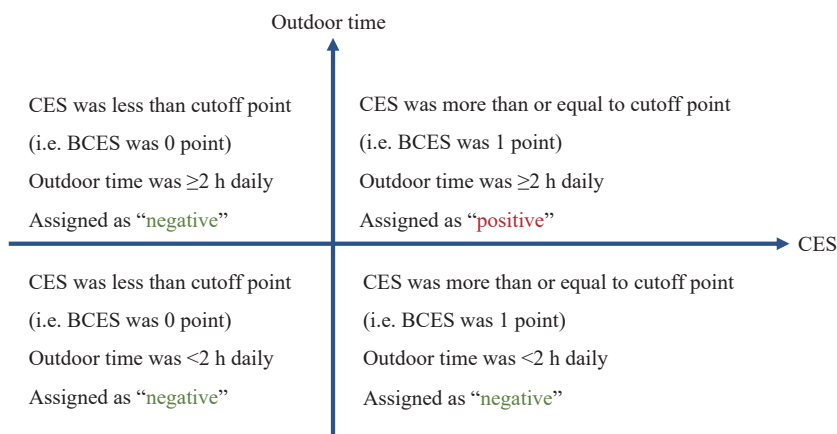 Outdoor time
CES was less than cutoff point
(i.e. BCES was 0 point)
Outdoor time was ≥2 h daily
Assigned as “negative”
CES was more than or equal to cutoff point
(i.e. BCES was 1 point)
Outdoor time was ≥2 h daily
Assigned as “positive”
CES
CES was less than cutoff point
(i.e. BCES was 0 point)
Outdoor time was <2 h daily
Assigned as “negative”
CES was more than or equal to cutoff point
(i.e. BCES was 1 point)
Outdoor time was <2 h daily
Assigned as “negative”